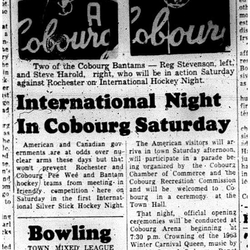 Cobourg
Cobourg
Two of the Cobourg Bantams — Reg Stevenson, left,
and Steve Harold, right, who will be in action Saturday
against Rochester on International Hockey Night.
International Night
In Cobourg Saturday
American and Canadian gov-
ernments are at odds over nu-
clear arms these days but that
won't prevent Rochester and
Cobourg Pee Wee and Bantam
hockey teams from meeting in
friendly competition here on
Saturday in the first Internation-
al Silver Stick Hockey Night.
Bowling
TOWN MIXED LEAGUE
The American visitors will ar-
rive in town Saturday afternoon,
will participate in a parade be-
ing organized by the Cobourg
Chamber of Commerce and the
Cobourg Recreation Commission
and will be welcomed to Co-
bourg in a ceremony, at the
Town Hall.
That night, official opening
ceremonies will be conducted at
Cobourg Arena beginning at
7:30 p.m. Crowning of the 1963
Winter Carnival Queen, music by